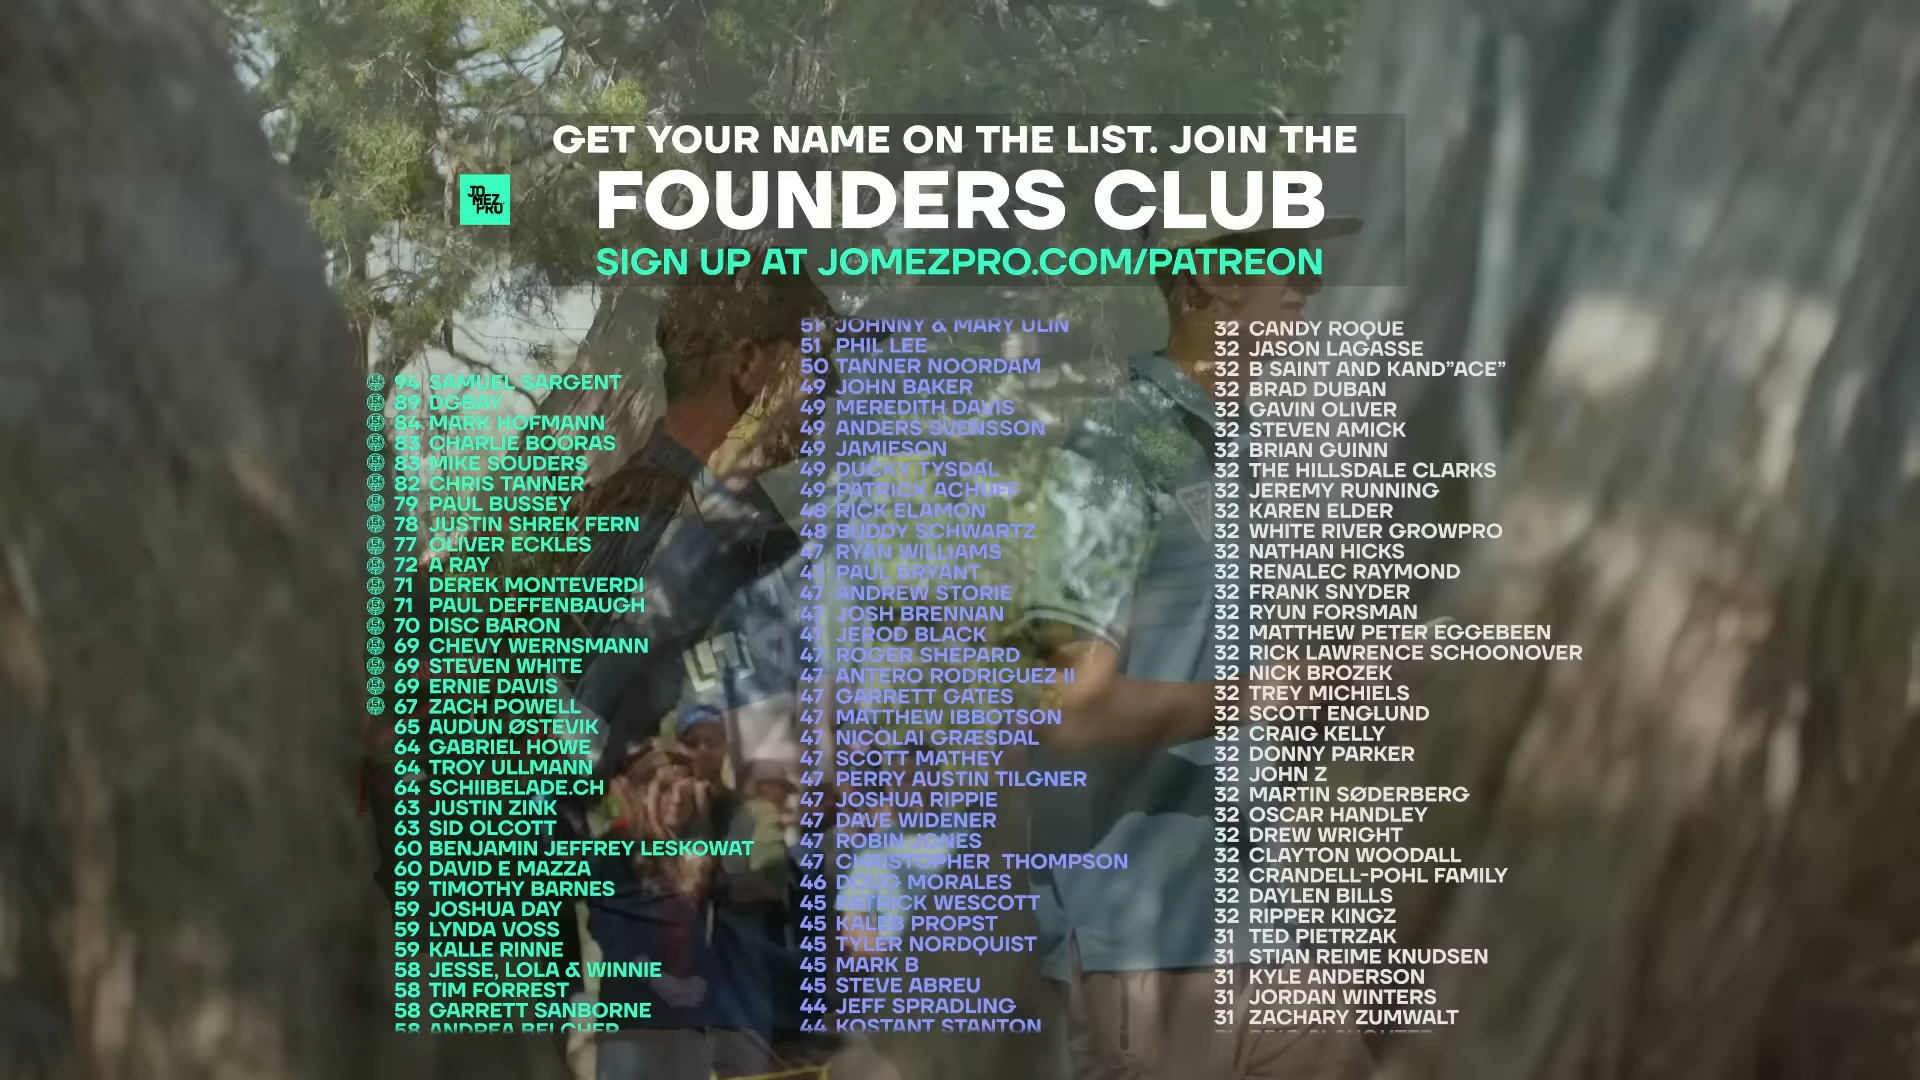 GET YOUR NAME ON THE LIST. JOIN THE
JOMEZ PRO
FOUNDERS CLUB
SIGN UP AT JOMEZPRO.COM/PATREON
94 SAMUEL SARGENT
89 DGBAY
84 MARK HOFMANN
83 CHARLIE BOORAS
83 MIKE SOUDERS
82 CHRIS TANNER
79 PAUL BUSSEY
78 JUSTIN SHREK FERN
77 OLIVER ECKLES
72 A RAY
71 DEREK MONTEVERDI
71 PAUL DEFFENBAUGH
70 DISC BARON
69 CHEVY WERNSMANN
69 STEVEN WHITE
69 ERNIE DAVIS
67 ZACH POWELL
65 AUDUN ØSTEVIK
64 GABRIEL HOWE
64 TROY ULLMANN
64 SCHIIBELADE.CH
63 JUSTIN ZINK
63 SID OLCOTT
60 BENJAMIN JEFFREY LESKOWAT
60 DAVID E MAZZA
59 TIMOTHY BARNES
59 JOSHUA DAY
59 LYNDA VOSS
59 KALLE RINNE
58 JESSE, LOLA & WINNIE
58 TIM FORREST
58 GARRETT SANBORNE
58 ANDREA BELCHER
51 JOHNNY & MARY ULIN
51 PHIL LEE
50 TANNER NOORDAM
49 JOHN BAKER
49 MEREDITH DAVIS
49 ANDERS SVENSSON
49 JAMIESON
49 DUCKY TYSDAL
49 PATRICK ACHUFF
48 RICK ELAMON
48 BUDDY SCHWARTZ
47 RYAN WILLIAMS
47 PAUL BRYANT
47 ANDREW STORIE
47 JOSH BRENNAN
47 JEROD BLACK
47 ROGER SHEPARD
47 ANTERO RODRIGUEZ II
47 GARRETT GATES
47 MATTHEW IBBOTSON
47 NICOLAI GRÆSDAL
47 SCOTT MATHEY
47 PERRY AUSTIN TILGNER
47 JOSHUA RIPPIE
47 DAVE WIDENER
47 ROBIN JONES
47 CHRISTOPHER THOMPSON
46 DOUG MORALES
45 PATRICK WESCOTT
45 KALEB PROPST
45 TYLER NORDQUIST
45 MARK B
45 STEVE ABREU
44 JEFF SPRADLING
44 KOSTANT STANTON
32 CANDY ROQUE
32 JASON LAGASSE
32 B SAINT AND KAND"ACE"
32 BRAD DUBAN
32 GAVIN OLIVER
32 STEVEN AMICK
32 BRIAN GUINN
32 THE HILLSDALE CLARKS
32 JEREMY RUNNING
32 KAREN ELDER
32 WHITE RIVER GROWPRO
32 NATHAN HICKS
32 RENALEC RAYMOND
32 FRANK SNYDER
32 RYUN FORSMAN
32 MATTHEW PETER EGGEBEEN
32 RICK LAWRENCE SCHOONOVER
32 NICK BROZEK
32 TREY MICHIELS
32 SCOTT ENGLUND
32 CRAIG KELLY
32 DONNY PARKER
32 JOHN Z
32 MARTIN SØDERBERG
32 OSCAR HANDLEY
32 DREW WRIGHT
32 CLAYTON WOODALL
32 CRANDELL-POHL FAMILY
32 DAYLEN BILLS
32 RIPPER KINGZ
31 TED PIETRZAK
31 STIAN REIME KNUDSEN
31 KYLE ANDERSON
31 JORDAN WINTERS
31 ZACHARY ZUMWALT